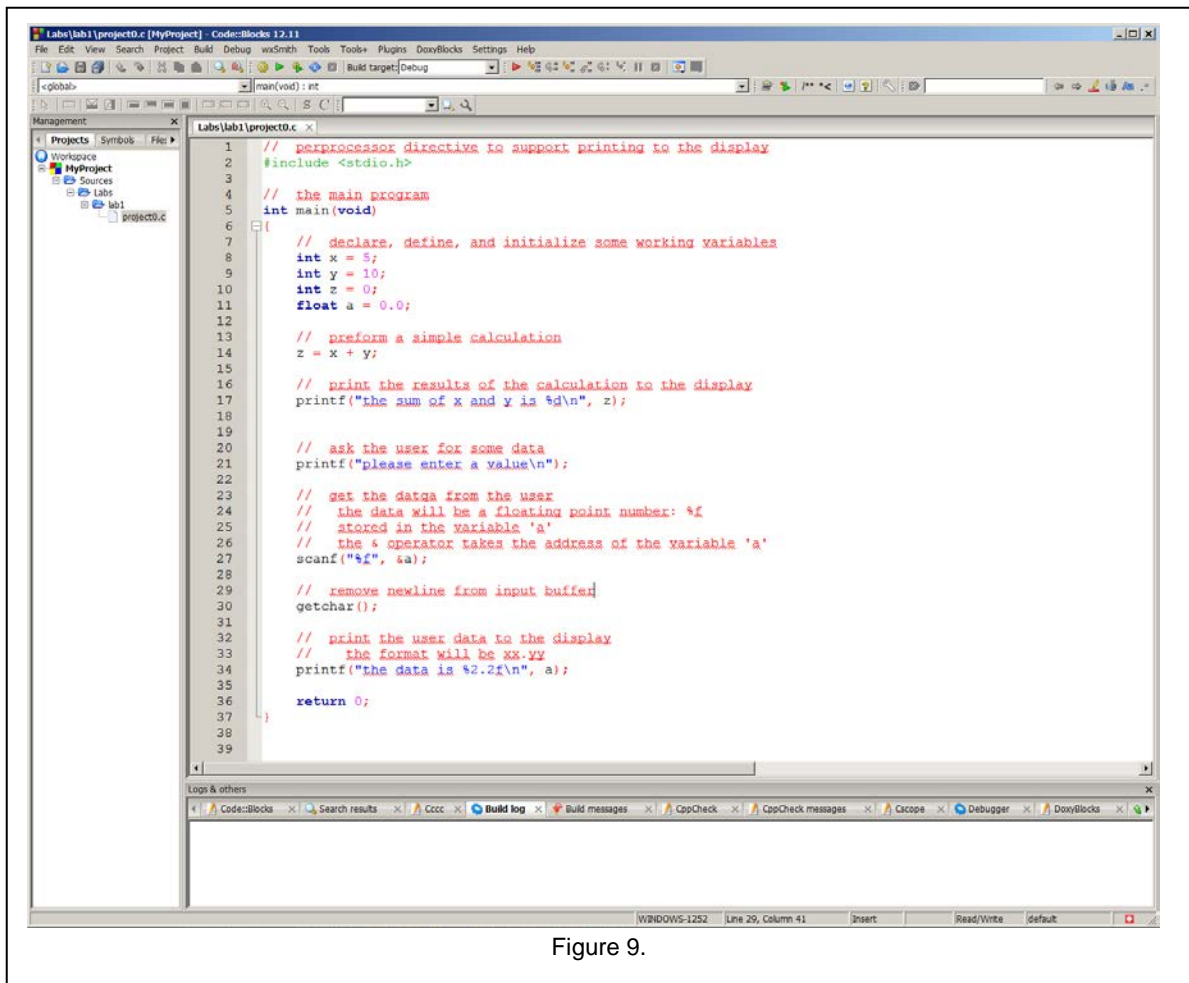 Labs\lab1\project0.c [MyProject] - Code::Blocks 12.11
File Edit View Search Project Build Debug wxSmith Tools Tools+ Plugins DoxyBlocks Settings Help
Build target: Debug
<global> main(void) : int
S C
Management
Labs\lab1\project0.c
Projects Symbols Files
Workspace
MyProject
Sources
Labs
lab1
project0.c
1 // perprocessor directive to support printing to the display
2 #include <stdio.h>
3
4 // the main program
5 int main(void)
6 {
7 // declare, define, and initialize some working variables
8 int x = 5;
9 int y = 10;
10 int z = 0;
11 float a = 0.0;
12
13 // preform a simple calculation
14 z = x + y;
15
16 // print the results of the calculation to the display
17 printf("the sum of x and y is %d\n", z);
18
19
20 // ask the user for some data
21 printf("please enter a value\n");
22
23 // get the datqa from the user
24 // the data will be a floating point number: %f
25 // stored in the variable 'a'
26 // the & operator takes the address of the variable 'a'
27 scanf("%f", &a);
28
29 // remove newline from input buffer
30 getchar();
31
32 // print the user data to the display
33 // the format will be xx.yy
34 printf("the data is %2.2f\n", a);
35
36 return 0;
37 }
38
39
Logs & others
Code::Blocks Search results Cccc Build log Build messages CppCheck CppCheck messages Cscope Debugger DoxyBlocks
WINDOWS-1252 Line 29, Column 41 Insert Read/Write default
Figure 9.